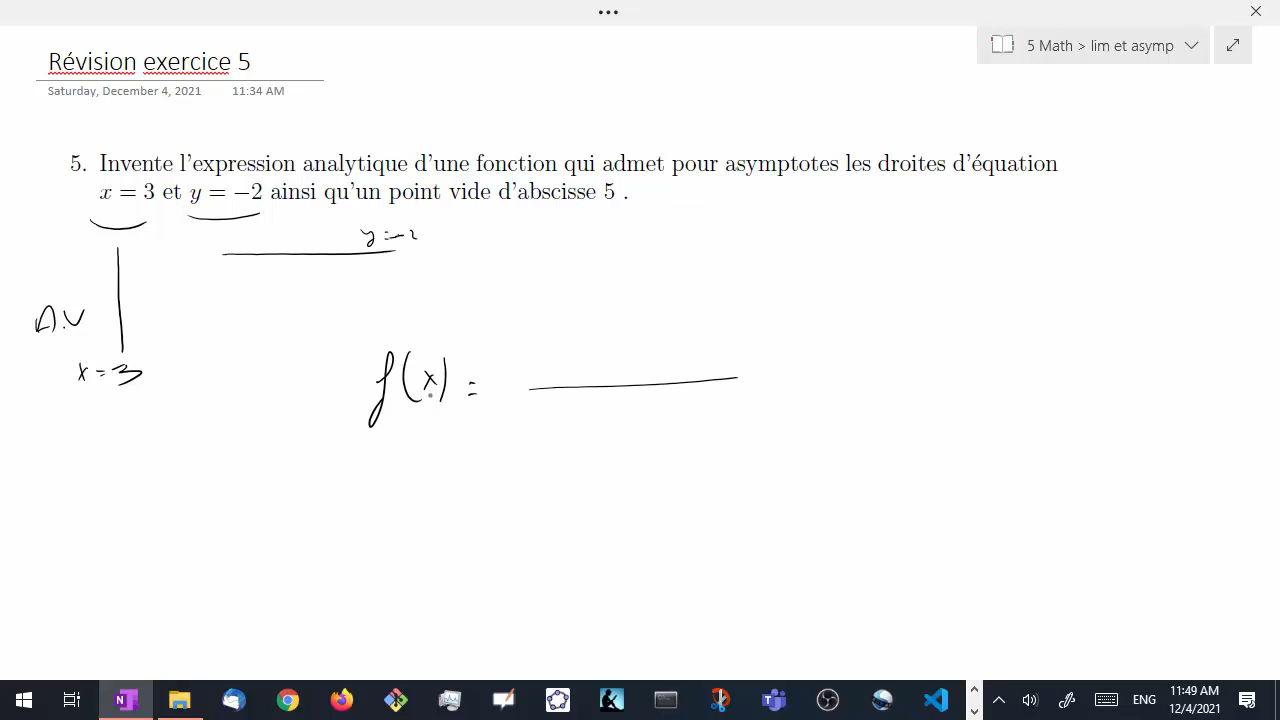 5 Math > lim et asymp
Révision exercice 5
Saturday, December 4, 2021 11:34 AM
5. Invente l'expression analytique d'une fonction qui admet pour asymptotes les droites d'équation
x = 3 et y = −2 ainsi qu'un point vide d'abscisse 5 .
y = -2
A.V
x = 3
f(x) =
ENG
11:49 AM
12/4/2021